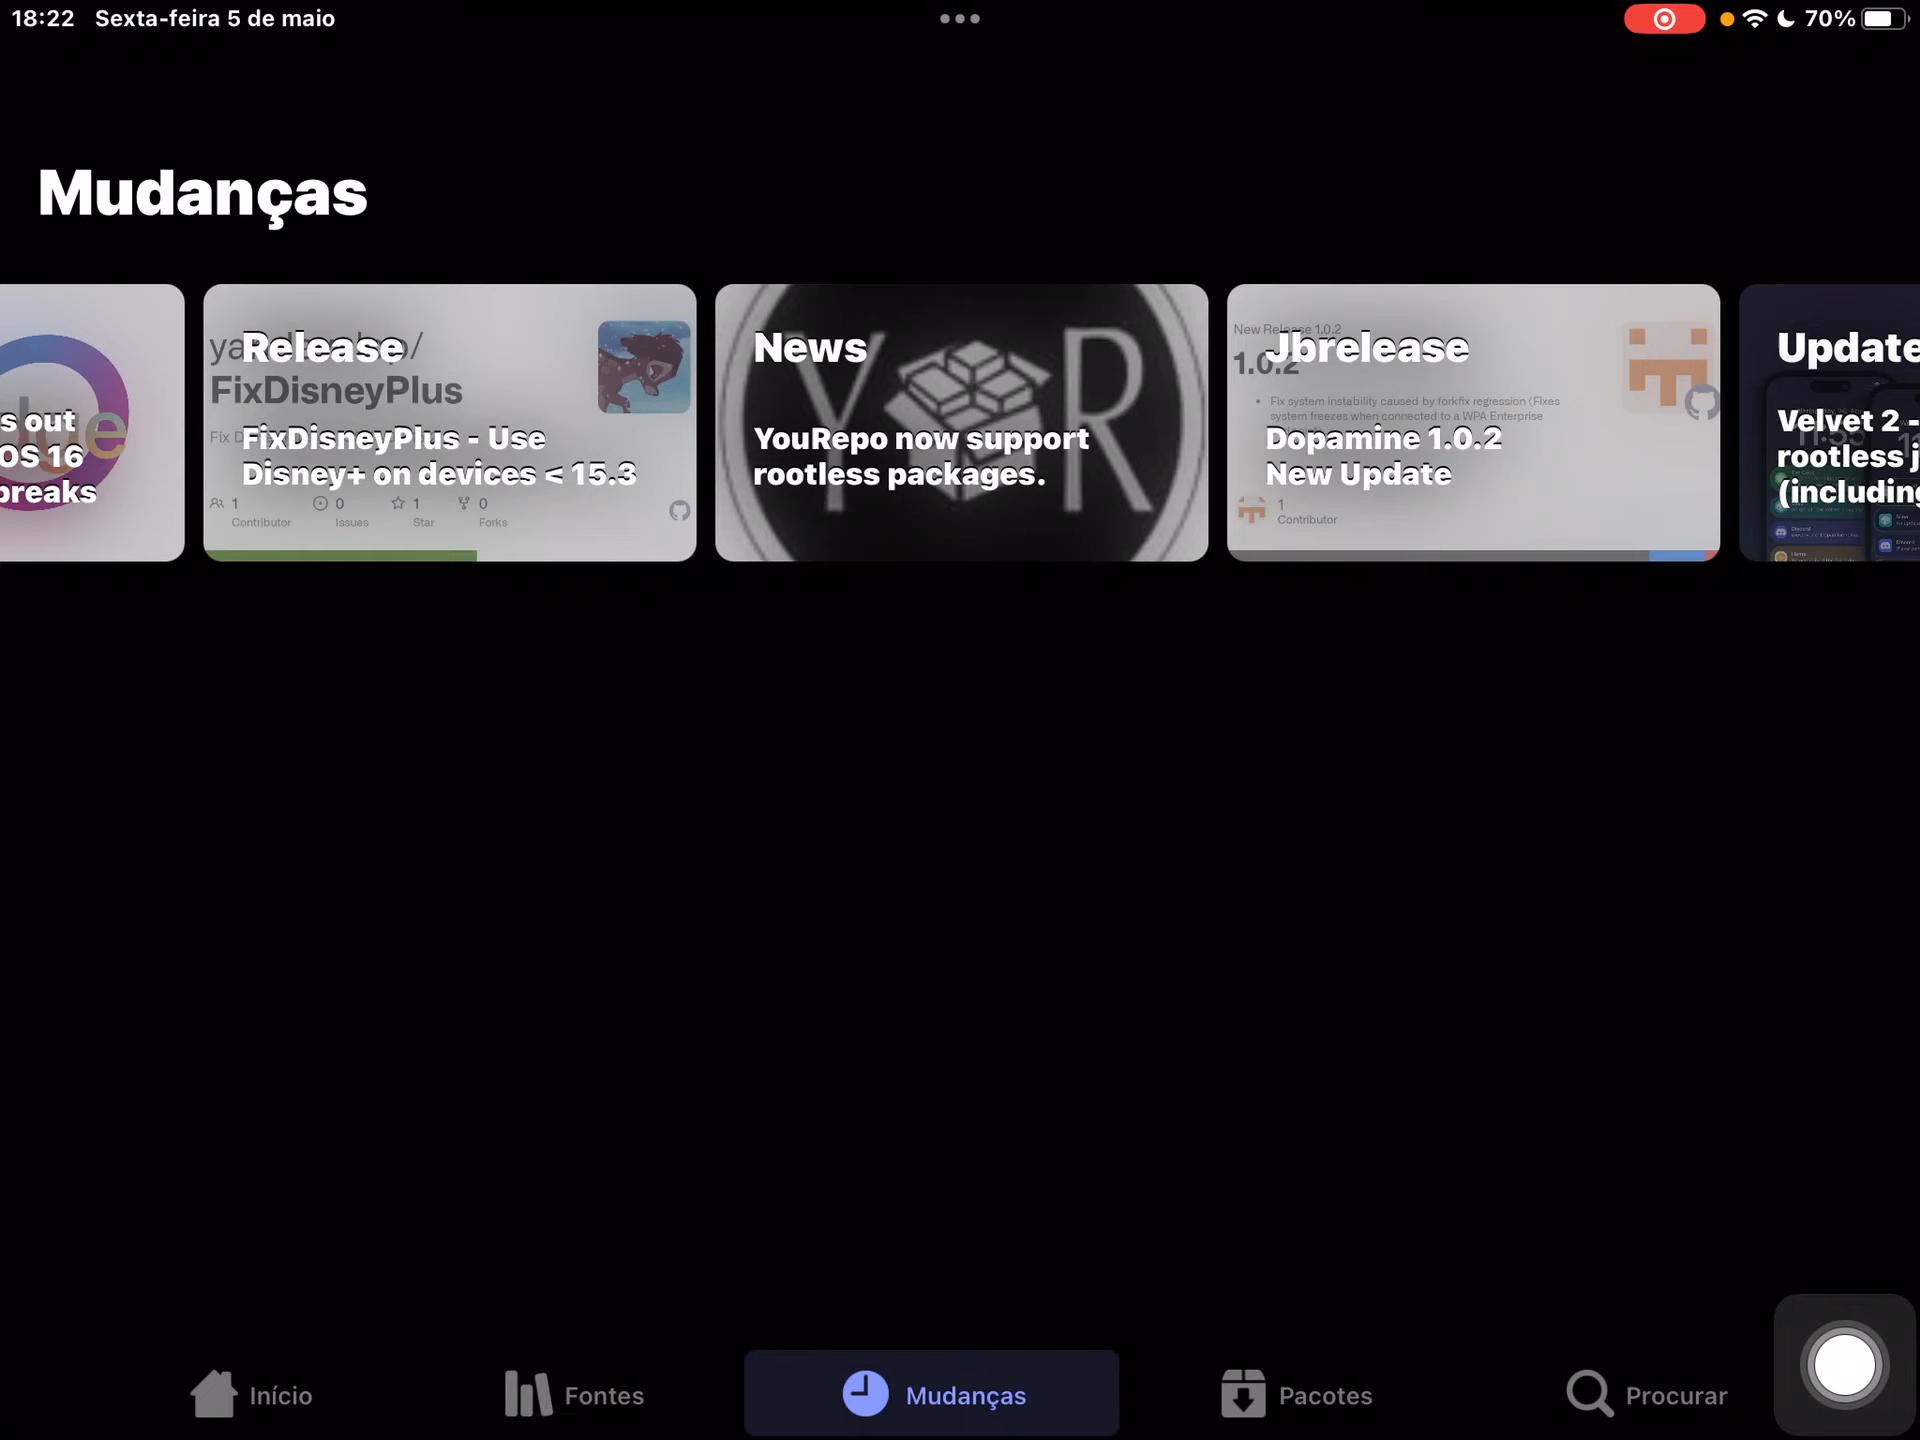 18:22 Sexta-feira 5 de maio
70%
Mudanças
s out
OS 16
breaks
Release
FixDisneyPlus
FixDisneyPlus - Use
Disney+ on devices < 15.3
1 0 1 0
Contributor Issues Star Forks
News
Y R
YouRepo now support
rootless packages.
New Release 1.0.2
Jbrelease
1.0.2
Fix system instability caused by forkfix regression (Fixes
system freezes when connected to a WPA Enterprise
Dopamine 1.0.2
New Update
1
Contributor
Update
Velvet 2 -
rootless j
(including
Discord
Início
Fontes
Mudanças
Pacotes
Procurar